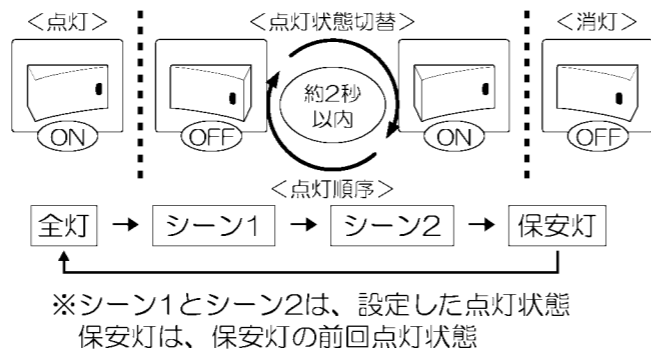 ＜点灯＞ ＜点灯状態切替＞ ＜消灯＞
約2秒
以内
ON OFF ON OFF
＜点灯順序＞
全灯 → シーン1 → シーン2 → 保安灯
※シーン1とシーン2は、設定した点灯状態
保安灯は、保安灯の前回点灯状態